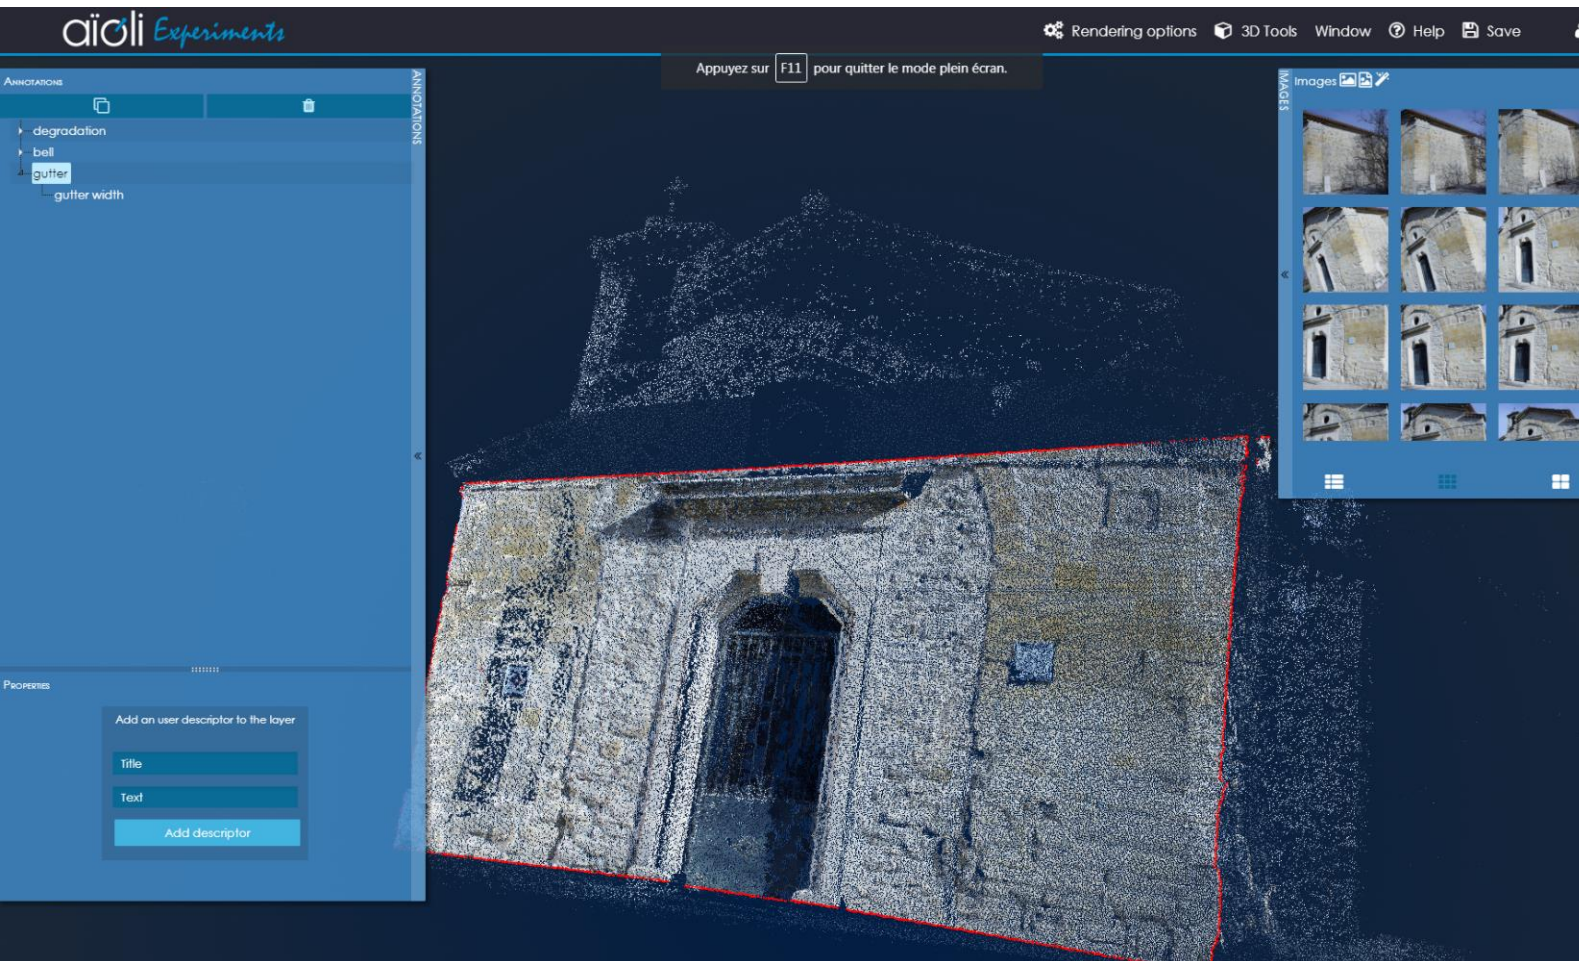 aïoli Experiments
Rendering options 3D Tools Window Help Save
Appuyez sur F11 pour quitter le mode plein écran.
Annotations
ANNOTATIONS
degradation
bell
gutter
gutter width
IMAGES
Images
Properties
Add an user descriptor to the layer
Title
Text
Add descriptor